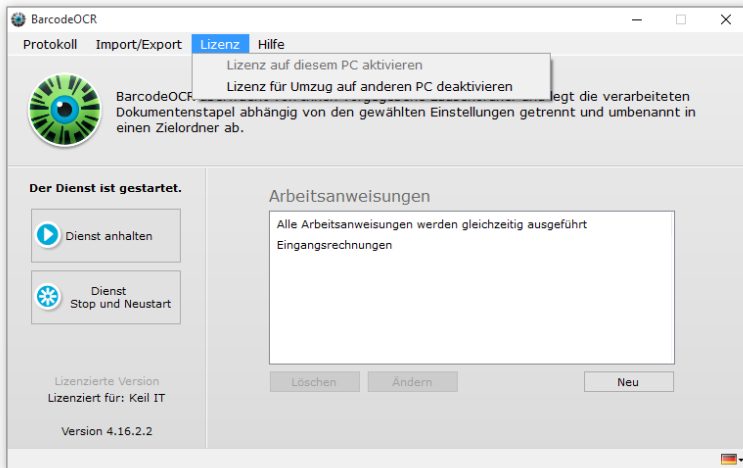 BarcodeOCR
Protokoll Import/Export Lizenz Hilfe
Lizenz auf diesem PC aktivieren
Lizenz für Umzug auf anderen PC deaktivieren
BarcodeOCR legt die verarbeiteten
Dokumentenstapel abhängig von den gewählten Einstellungen getrennt und umbenannt in
einen Zielordner ab.
Der Dienst ist gestartet.
Dienst anhalten
Dienst
Stop und Neustart
Arbeitsanweisungen
Alle Arbeitsanweisungen werden gleichzeitig ausgeführt
Eingangsrechnungen
Löschen Ändern Neu
Lizenzierte Version
Lizenziert für: Keil IT
Version 4.16.2.2